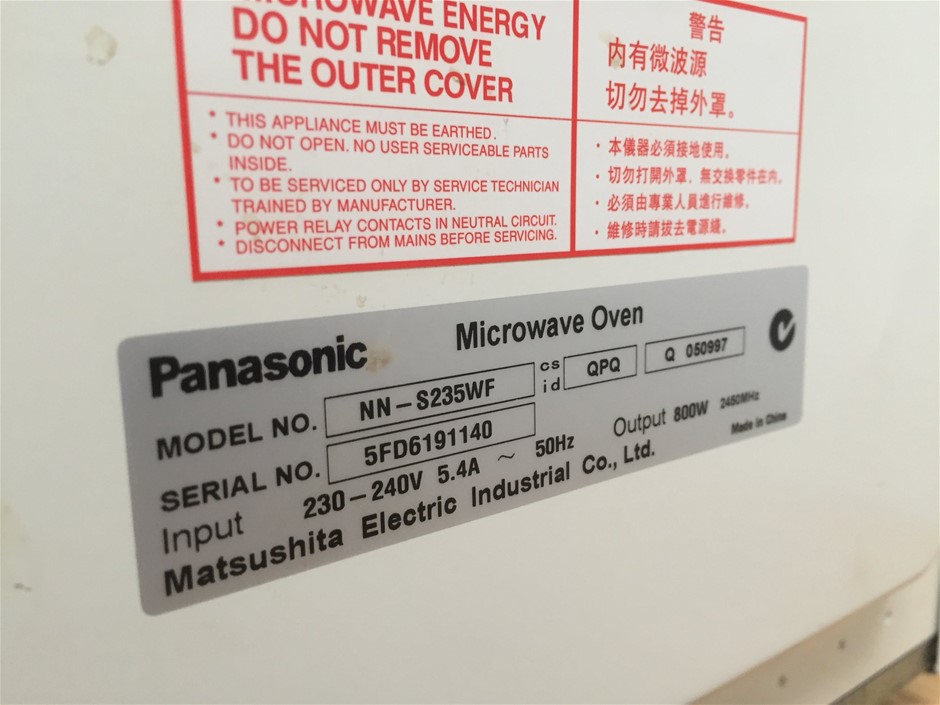 MICROWAVE ENERGY
DO NOT REMOVE
THE OUTER COVER
* THIS APPLIANCE MUST BE EARTHED.
* DO NOT OPEN. NO USER SERVICEABLE PARTS
INSIDE.
* TO BE SERVICED ONLY BY SERVICE TECHNICIAN
TRAINED BY MANUFACTURER.
* POWER RELAY CONTACTS IN NEUTRAL CIRCUIT.
* DISCONNECT FROM MAINS BEFORE SERVICING.
警告
内有微波源
切勿去掉外罩。
· 本儀器必須接地使用。
· 切勿打開外罩,無交換零件在内。
· 必須由專業人員進行維修。
· 維修時請拔去電源綫。
Panasonic Microwave Oven
MODEL NO. NN-S235WF cs id QPQ Q 050997
SERIAL NO. 5FD6191140
Input 230-240V 5.4A ~ 50Hz Output 800W 2450MHz
Matsushita Electric Industrial Co., Ltd. Made in China